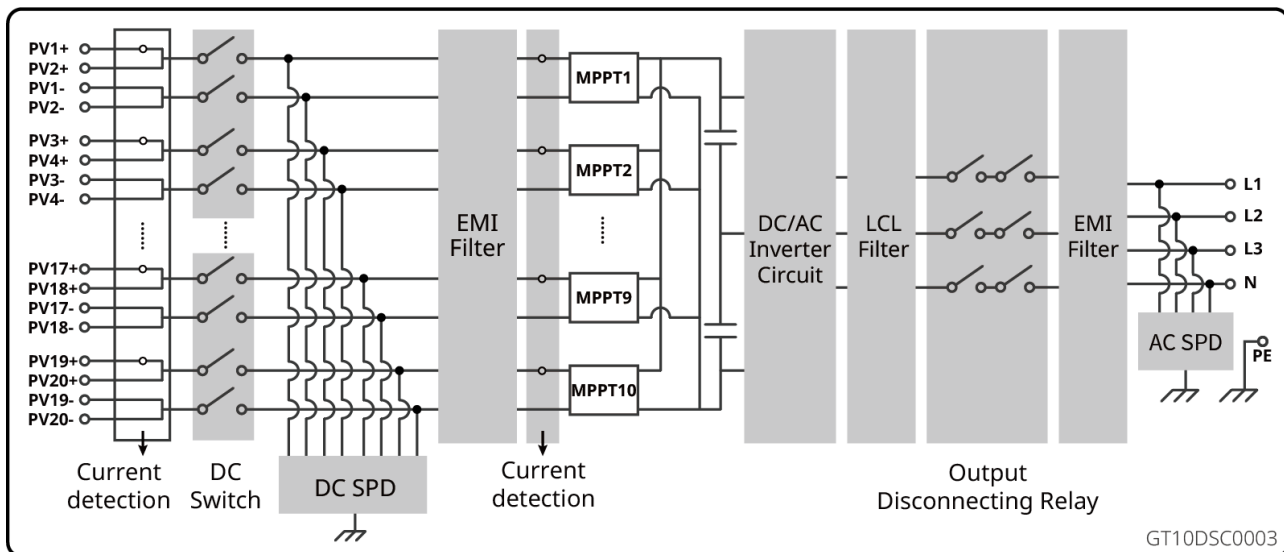 PV1+
PV2+
PV1-
PV2-
PV3+
PV4+
PV3-
PV4-
PV17+
PV18+
PV17-
PV18-
PV19+
PV20+
PV19-
PV20-
Current
detection
DC
Switch
DC SPD
EMI
Filter
Current
detection
MPPT1
MPPT2
MPPT9
MPPT10
DC/AC
Inverter
Circuit
LCL
Filter
Output
Disconnecting Relay
EMI
Filter
L1
L2
L3
N
AC SPD
PE
GT10DSC0003